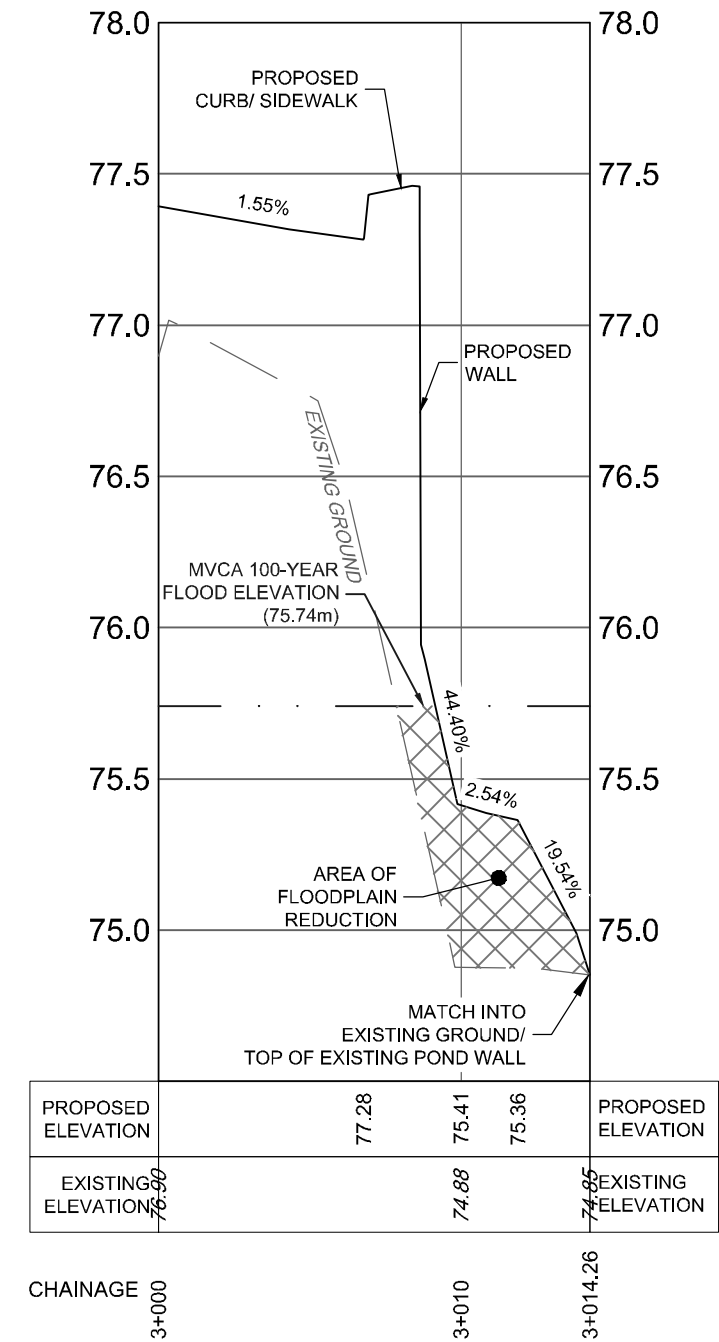 78.0
78.0
PROPOSED
CURB/ SIDEWALK
77.5
77.5
1.55%
77.0
77.0
PROPOSED
WALL
EXISTING GROUND
76.5
76.5
MVCA 100-YEAR
FLOOD ELEVATION
(75.74m)
76.0
76.0
44.40%
75.5
75.5
2.54%
19.54%
AREA OF
FLOODPLAIN
REDUCTION
75.0
75.0
MATCH INTO
EXISTING GROUND/
TOP OF EXISTING POND WALL
PROPOSED
ELEVATION
77.28
75.41
75.36
PROPOSED
ELEVATION
EXISTING
ELEVATION
76.90
74.88
74.85
EXISTING
ELEVATION
CHAINAGE
3+000
3+010
3+014.26